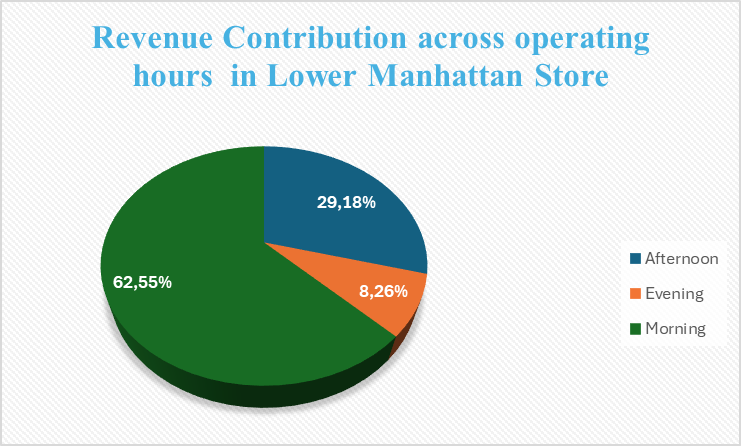 Revenue Contribution across operating
hours  in Lower Manhattan Store
29,18%
62,55%
8,26%
Afternoon
Evening
Morning